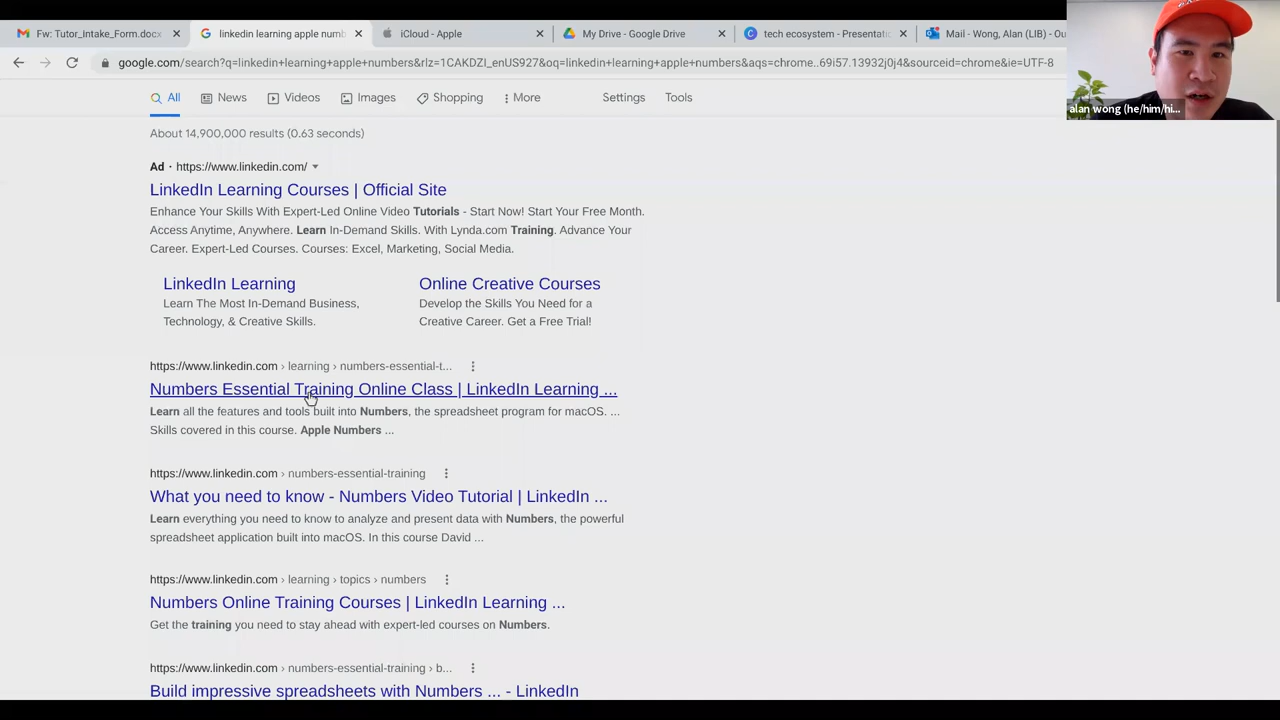 Fw: Tutor_Intake_Form.docx
linkedin learning apple numb
iCloud - Apple
My Drive - Google Drive
tech ecosystem - Presentatio
Mail - Wong, Alan (LIB) - Ou
google.com/search?q=linkedin+learning+apple+numbers&rlz=1CAKDZI_enUS927&oq=linkedin+learning+apple+numbers&aqs=chrome..69i57.13932j0j4&sourceid=chrome&ie=UTF-8
alan wong (he/him/hi...
All News Videos Images Shopping More Settings Tools
About 14,900,000 results (0.63 seconds)
Ad · https://www.linkedin.com/
LinkedIn Learning Courses | Official Site
Enhance Your Skills With Expert-Led Online Video Tutorials - Start Now! Start Your Free Month.
Access Anytime, Anywhere. Learn In-Demand Skills. With Lynda.com Training. Advance Your
Career. Expert-Led Courses. Courses: Excel, Marketing, Social Media.
LinkedIn Learning
Learn The Most In-Demand Business,
Technology, & Creative Skills.
Online Creative Courses
Develop the Skills You Need for a
Creative Career. Get a Free Trial!
https://www.linkedin.com › learning › numbers-essential-t...
Numbers Essential Training Online Class | LinkedIn Learning ...
Learn all the features and tools built into Numbers, the spreadsheet program for macOS. ...
Skills covered in this course. Apple Numbers ...
https://www.linkedin.com › numbers-essential-training
What you need to know - Numbers Video Tutorial | LinkedIn ...
Learn everything you need to know to analyze and present data with Numbers, the powerful
spreadsheet application built into macOS. In this course David ...
https://www.linkedin.com › learning › topics › numbers
Numbers Online Training Courses | LinkedIn Learning ...
Get the training you need to stay ahead with expert-led courses on Numbers.
https://www.linkedin.com › numbers-essential-training › b...
Build impressive spreadsheets with Numbers ... - LinkedIn